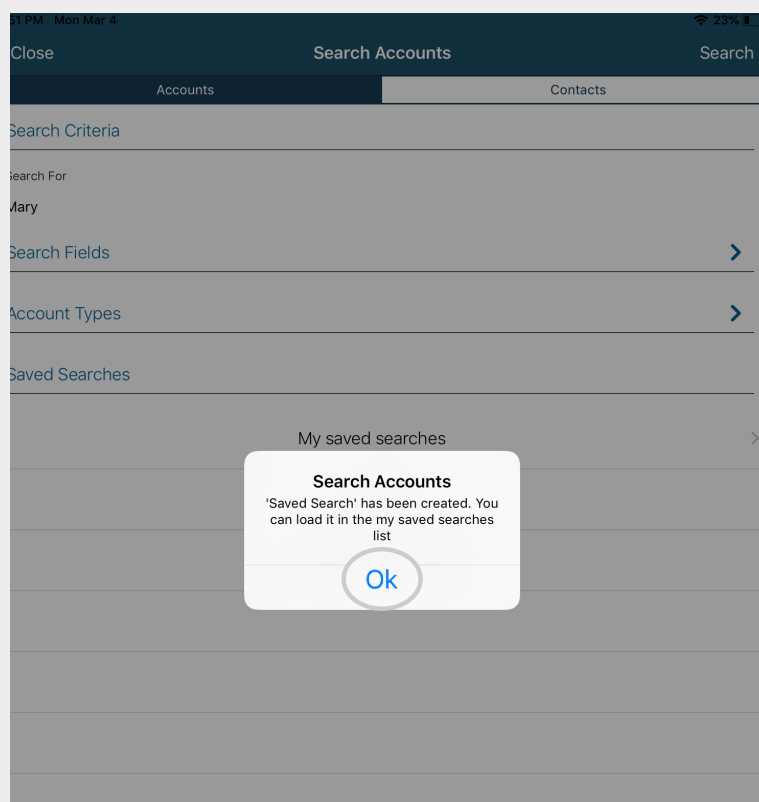 51 PM Mon Mar 4 23%
Close Search Accounts Search
Accounts Contacts
Search Criteria
Search For
Mary
Search Fields
Account Types
Saved Searches
My saved searches
Search Accounts
'Saved Search' has been created. You
can load it in the my saved searches
list
Ok